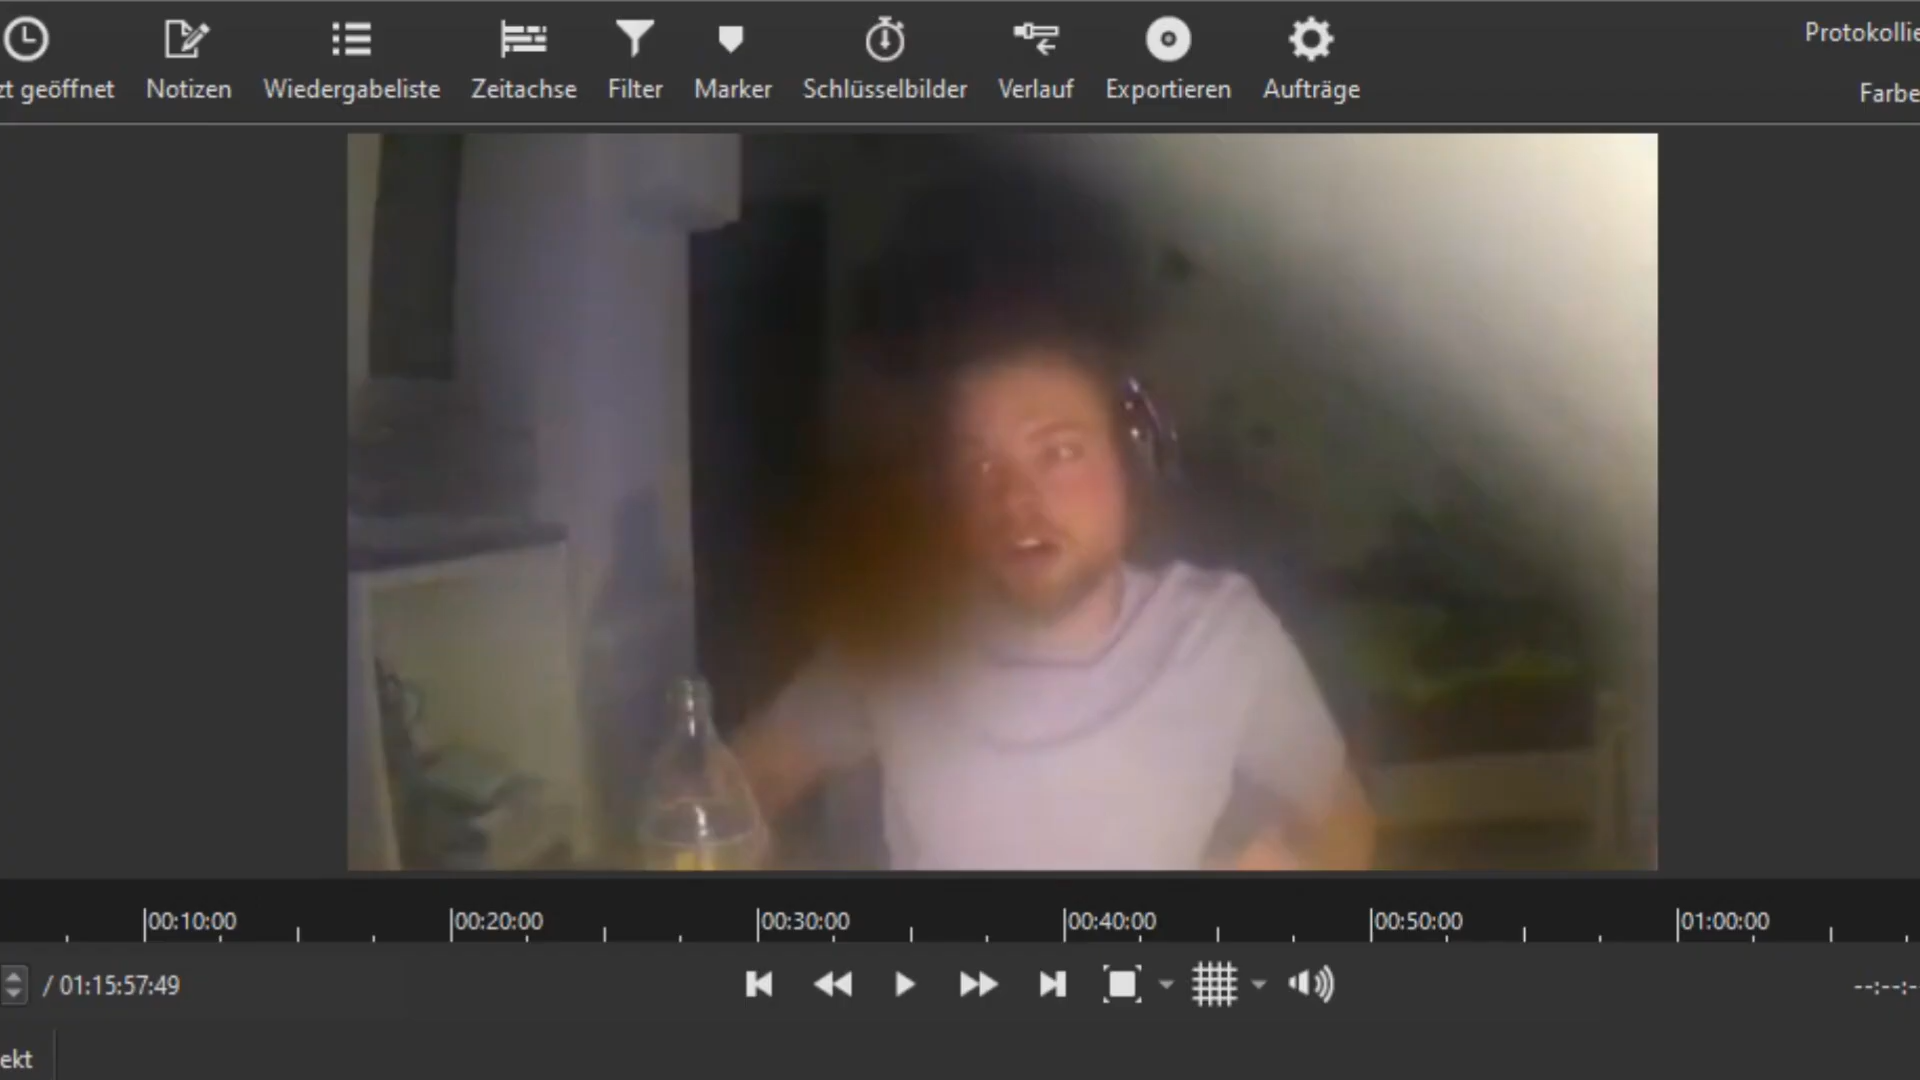 zt geöffnet Notizen Wiedergabeliste Zeitachse Filter Marker Schlüsselbilder Verlauf Exportieren Aufträge
Protokollie
Farbe
00:10:00 00:20:00 00:30:00 00:40:00 00:50:00 01:00:00
/ 01:15:57:49
--:--:-
ekt